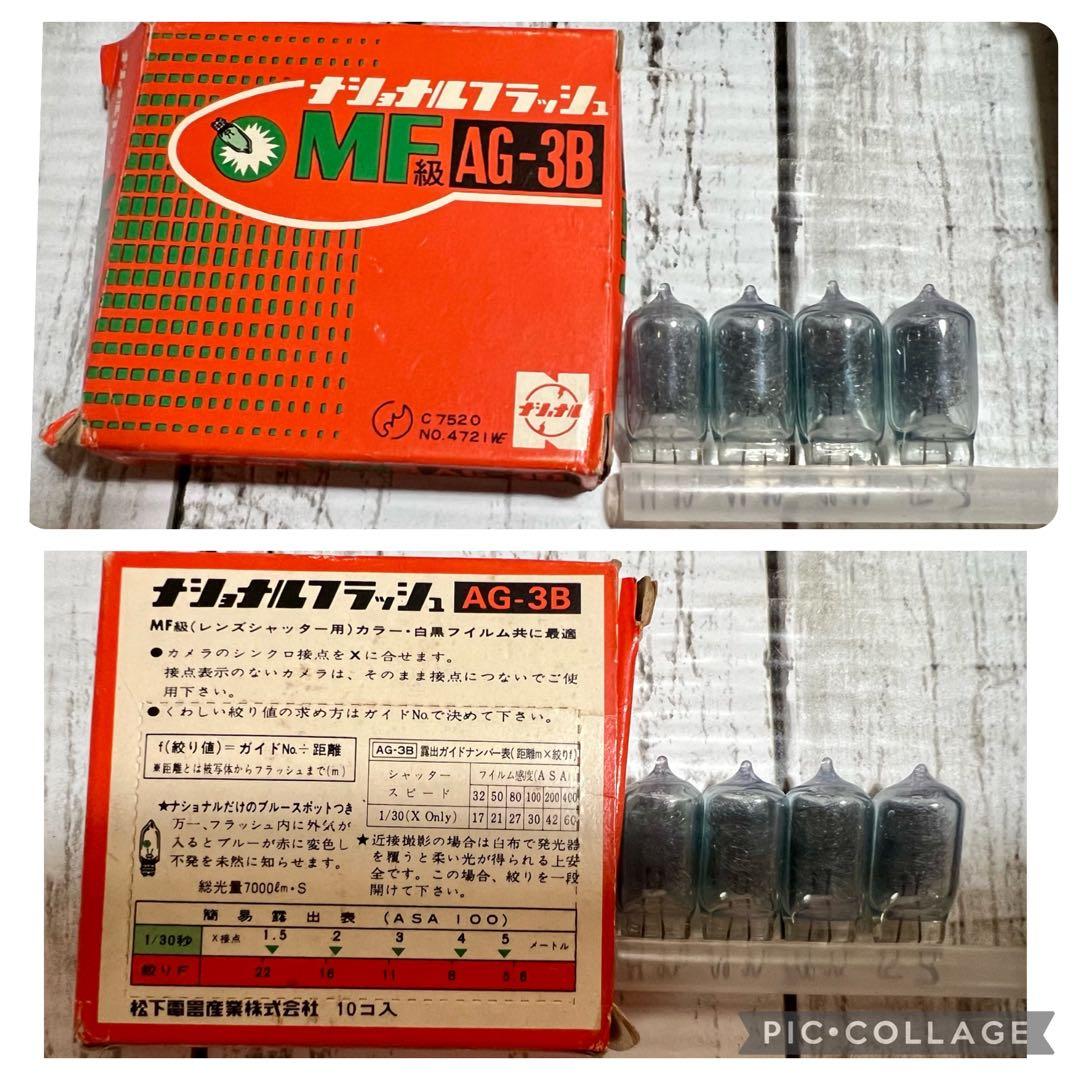 ナショナルフラッシュ
MF級 AG-3B
C7520
NO.4721WE
ナショナル
ナショナルフラッシュ AG-3B
MF級(レンズシャッター用)カラー・白黒フイルム共に最適
●カメラのシンクロ接点をXに合せます。
接点表示のないカメラは、そのまま接点につないでご使
用下さい。
●くわしい絞り値の求め方はガイドNo.で決めて下さい。
f(絞り値)=ガイドNo.÷距離
※距離とは被写体からフラッシュまで(m)
AG-3B 露出ガイドナンバー表(距離m×絞りf)
シャッター スピード フイルム感度(ASA)
32 50 80 100 200 400
1/30(X Only) 17 21 27 30 42 60
★ナショナルだけのブルースポットつき
万一、フラッシュ内に外気が
入るとブルーが赤に変色し
不発を未然に知らせます。
総光量7000ℓm・S
★近接撮影の場合は白布で発光器
を覆うと柔い光が得られる上安
全です。この場合、絞りを一段
開けて下さい。
簡易露出表 (ASA 100)
1/30秒 X接点 1.5 2 3 4 5 メートル
絞りF 22 16 11 8 5.6
松下電器産業株式会社 10コ入
PIC•COLLAGE